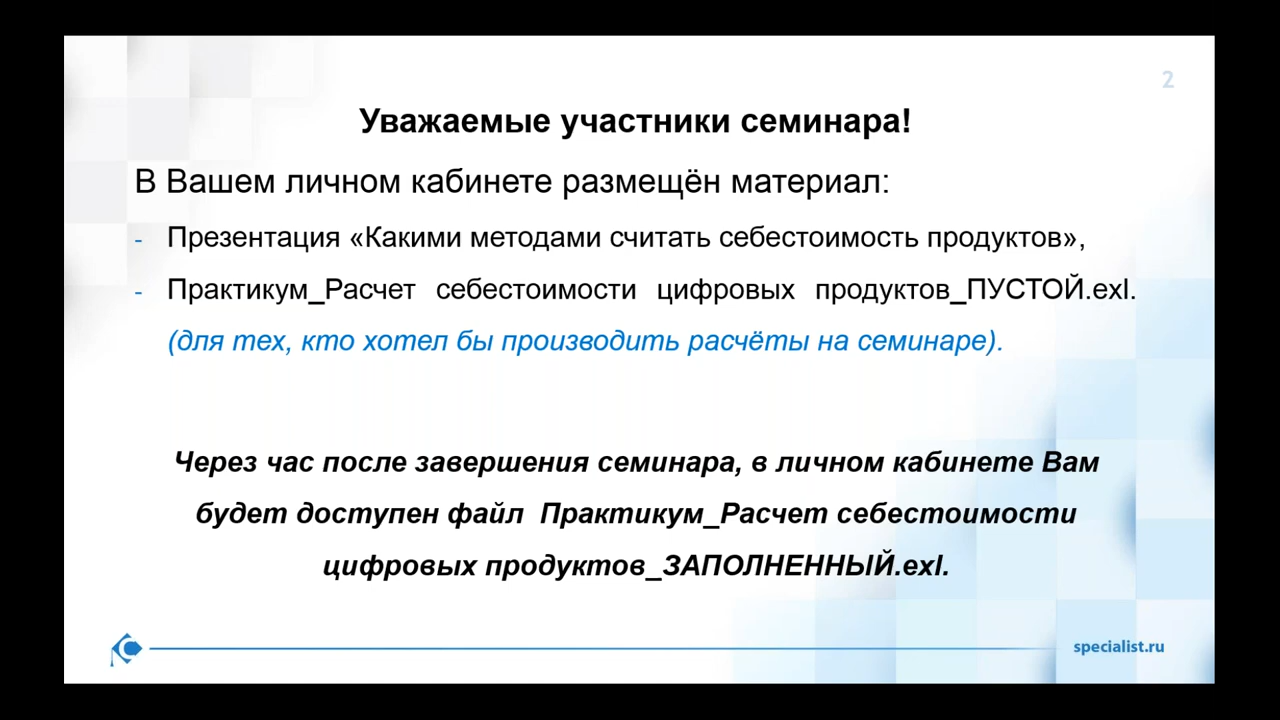 2
Уважаемые участники семинара!
В Вашем личном кабинете размещён материал:
- Презентация «Какими методами считать себестоимость продуктов»,
- Практикум_Расчет себестоимости цифровых продуктов_ПУСТОЙ.exl.
(для тех, кто хотел бы производить расчёты на семинаре).
Через час после завершения семинара, в личном кабинете Вам
будет доступен файл Практикум_Расчет себестоимости
цифровых продуктов_ЗАПОЛНЕННЫЙ.exl.
specialist.ru